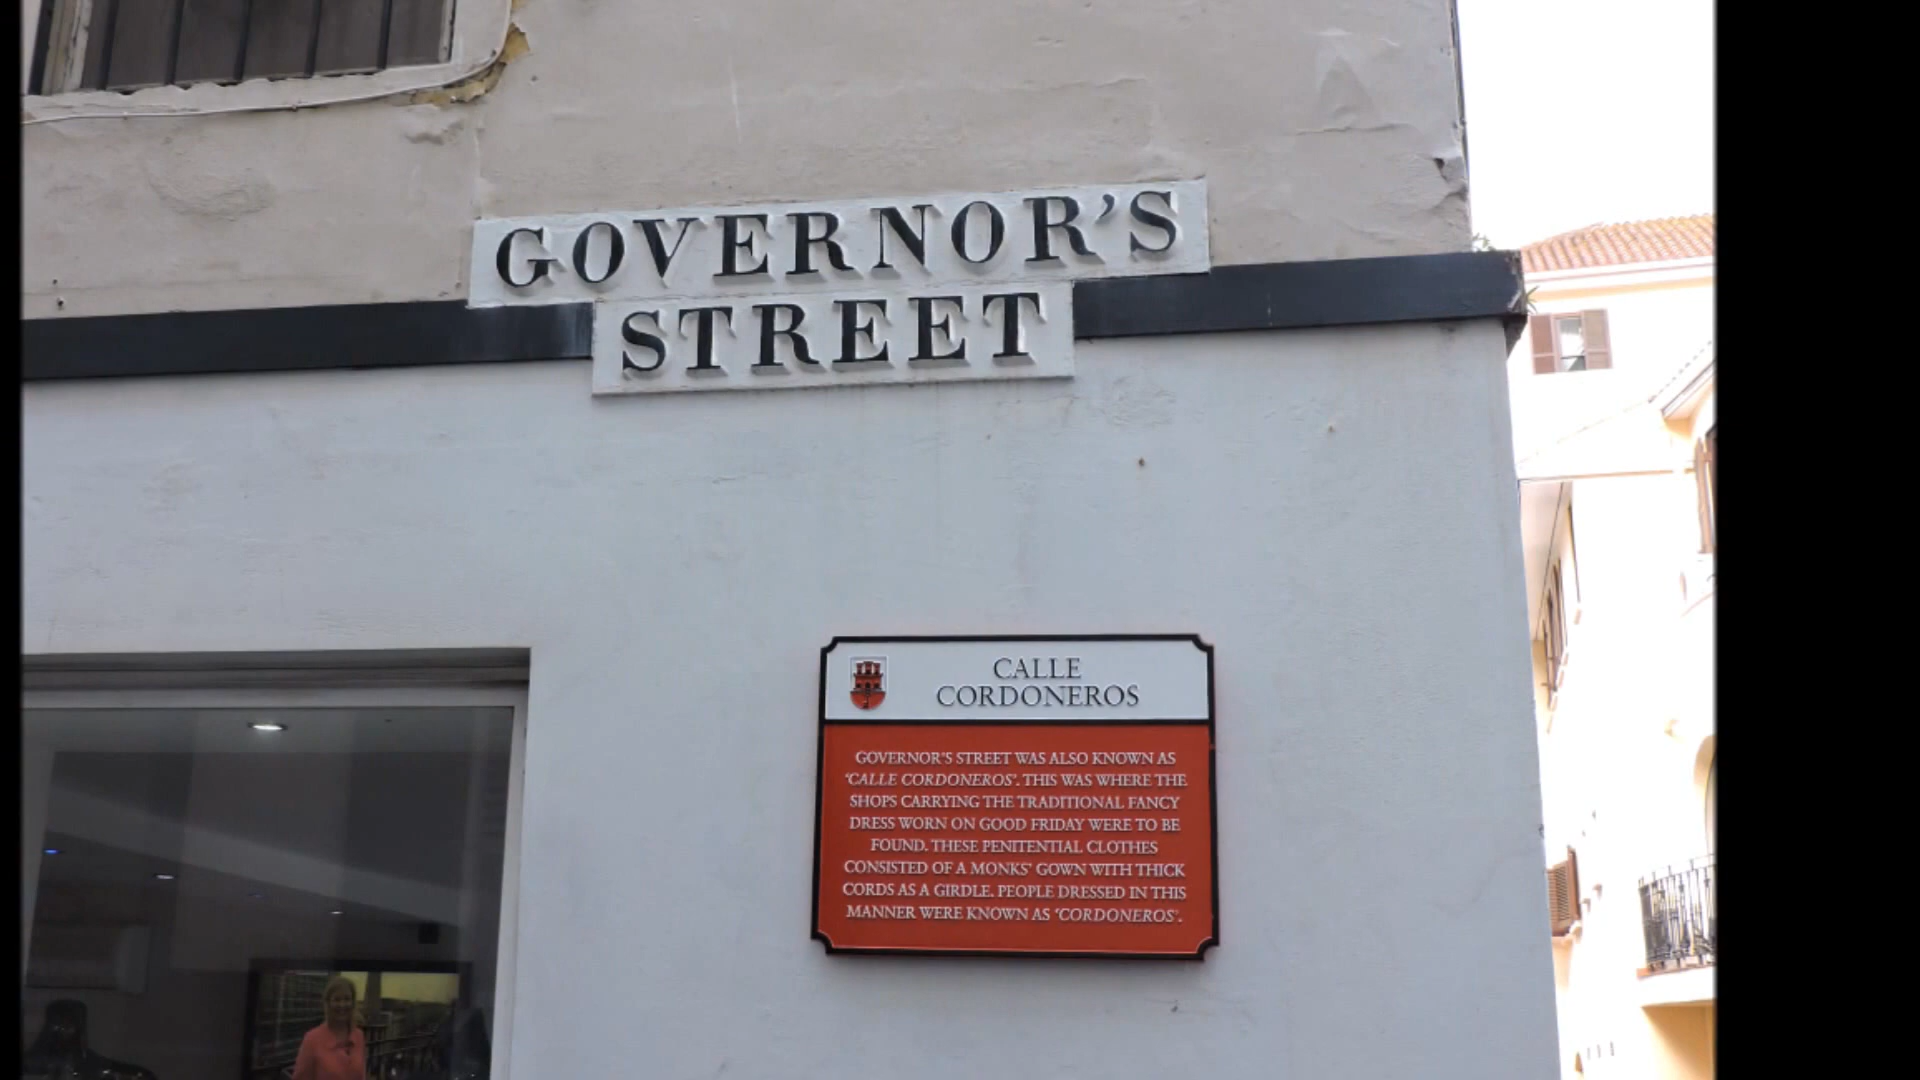 GOVERNOR'S
STREET
CALLE
CORDONEROS
GOVERNOR'S STREET WAS ALSO KNOWN AS
'CALLE CORDONEROS'. THIS WAS WHERE THE
SHOPS CARRYING THE TRADITIONAL FANCY
DRESS WORN ON GOOD FRIDAY WERE TO BE
FOUND. THESE PENITENTIAL CLOTHES
CONSISTED OF A MONKS' GOWN WITH THICK
CORDS AS A GIRDLE. PEOPLE DRESSED IN THIS
MANNER WERE KNOWN AS 'CORDONEROS'.